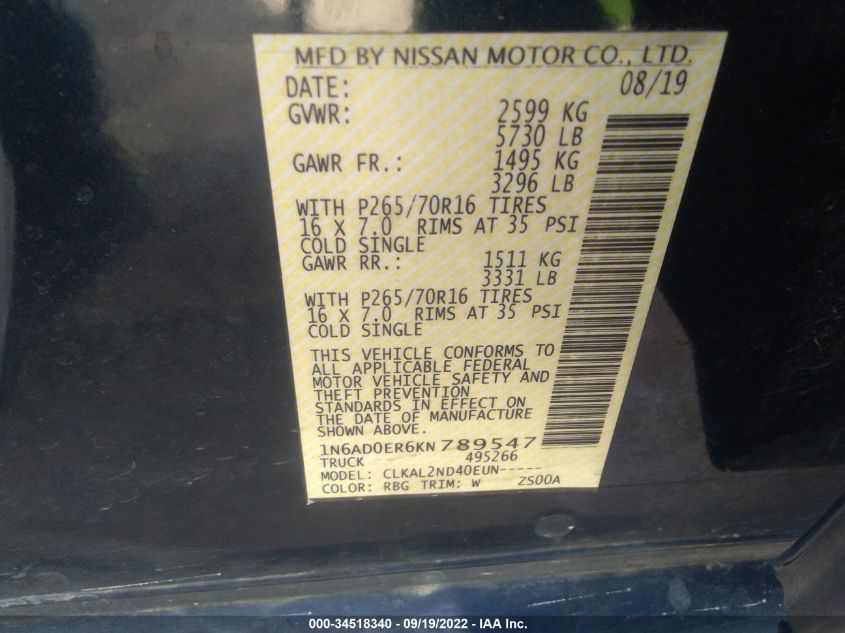 MFD BY NISSAN MOTOR CO., LTD.
DATE: 08/19
GVWR: 2599 KG
5730 LB
GAWR FR.: 1495 KG
3296 LB
WITH P265/70R16 TIRES
16 X 7.0 RIMS AT 35 PSI
COLD SINGLE
GAWR RR.: 1511 KG
3331 LB
WITH P265/70R16 TIRES
16 X 7.0 RIMS AT 35 PSI
COLD SINGLE
THIS VEHICLE CONFORMS TO
ALL APPLICABLE FEDERAL
MOTOR VEHICLE SAFETY AND
THEFT PREVENTION
STANDARDS IN EFFECT ON
THE DATE OF MANUFACTURE
SHOWN ABOVE.
1N6AD0ER6KN789547
TRUCK 495266
MODEL: CLKAL2ND40EUN-----
COLOR: RBG TRIM: W ZS00A
000-34518340 - 09/19/2022 - IAA Inc.